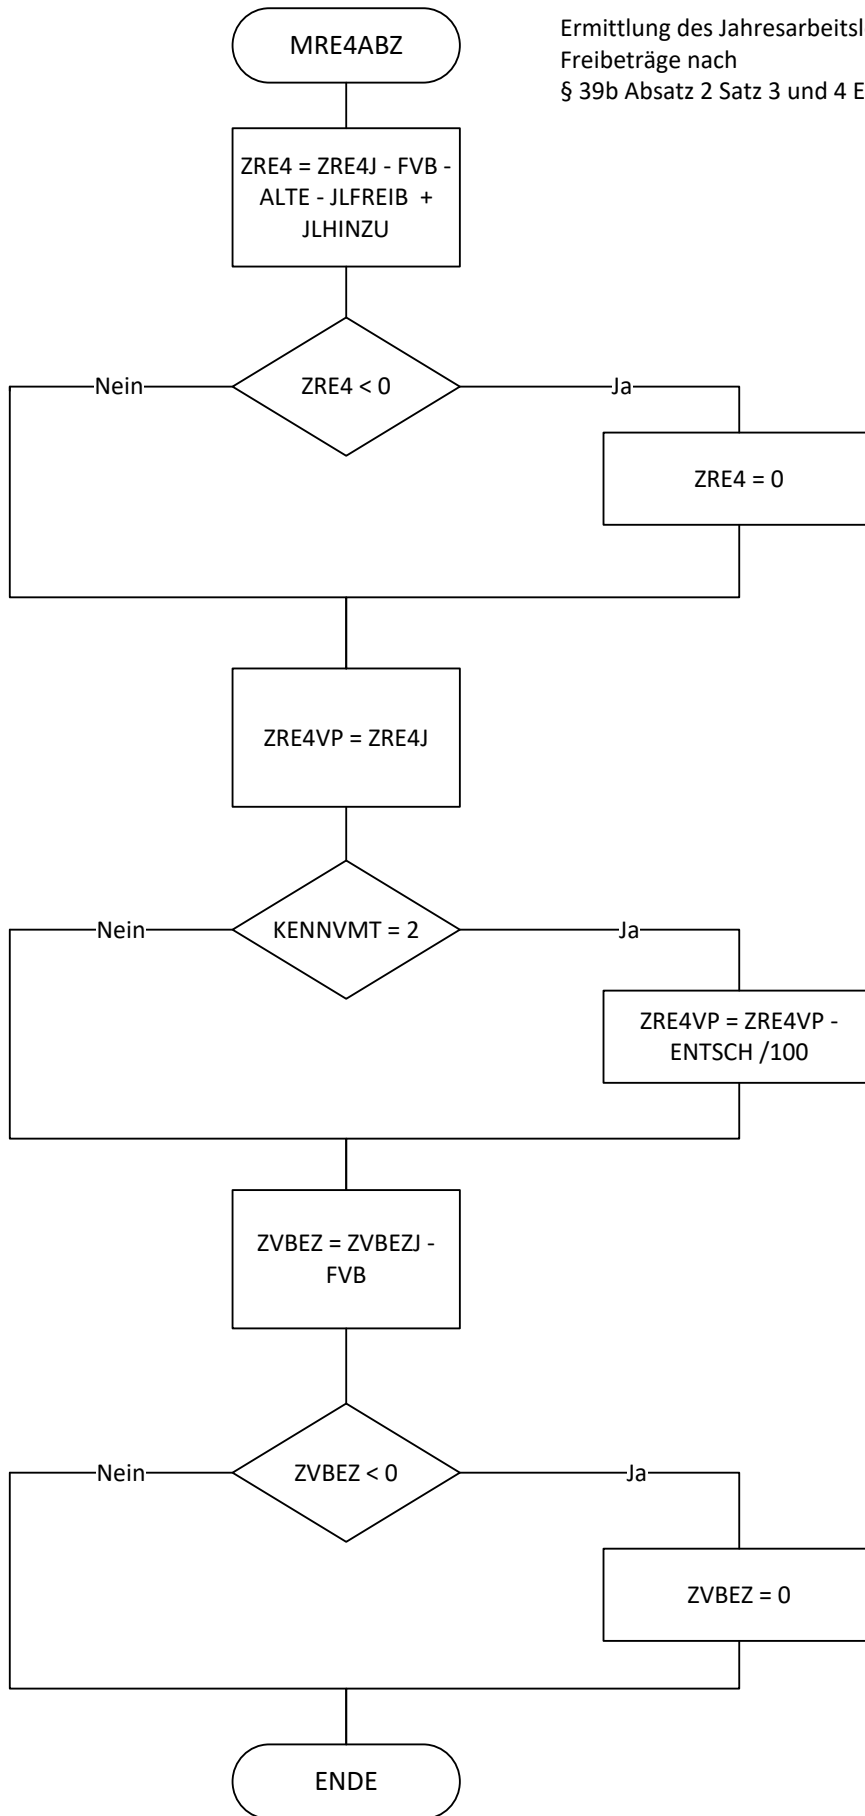 MRE4ABZ
Ermittlung des
Freibeträge nach
§ 39b Absatz 2 Satz 3 und 4
ZRE4 = ZRE4J - FVB -
ALTE - JLFREIB +
JLHINZU
Nein
ZRE4 < 0
Ja
ZRE4 = 0
ZRE4VP = ZRE4J
Nein
KENNVMT = 2
Ja
ZRE4VP = ZRE4VP -
ENTSCH /100
ZVBEZ = ZVBEZJ -
FVB
Nein
ZVBEZ < 0
Ja
ZVBEZ = 0
ENDE